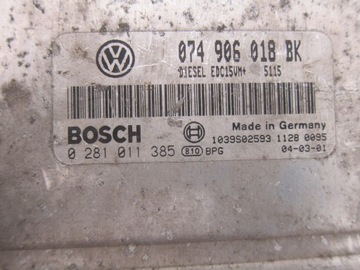 074 906 018 BK
DIESEL EDC15VM+ 5115
BOSCH
Made in Germany
1039S02593 1128 0095
0 281 011 385 810 BPG
04-03-01